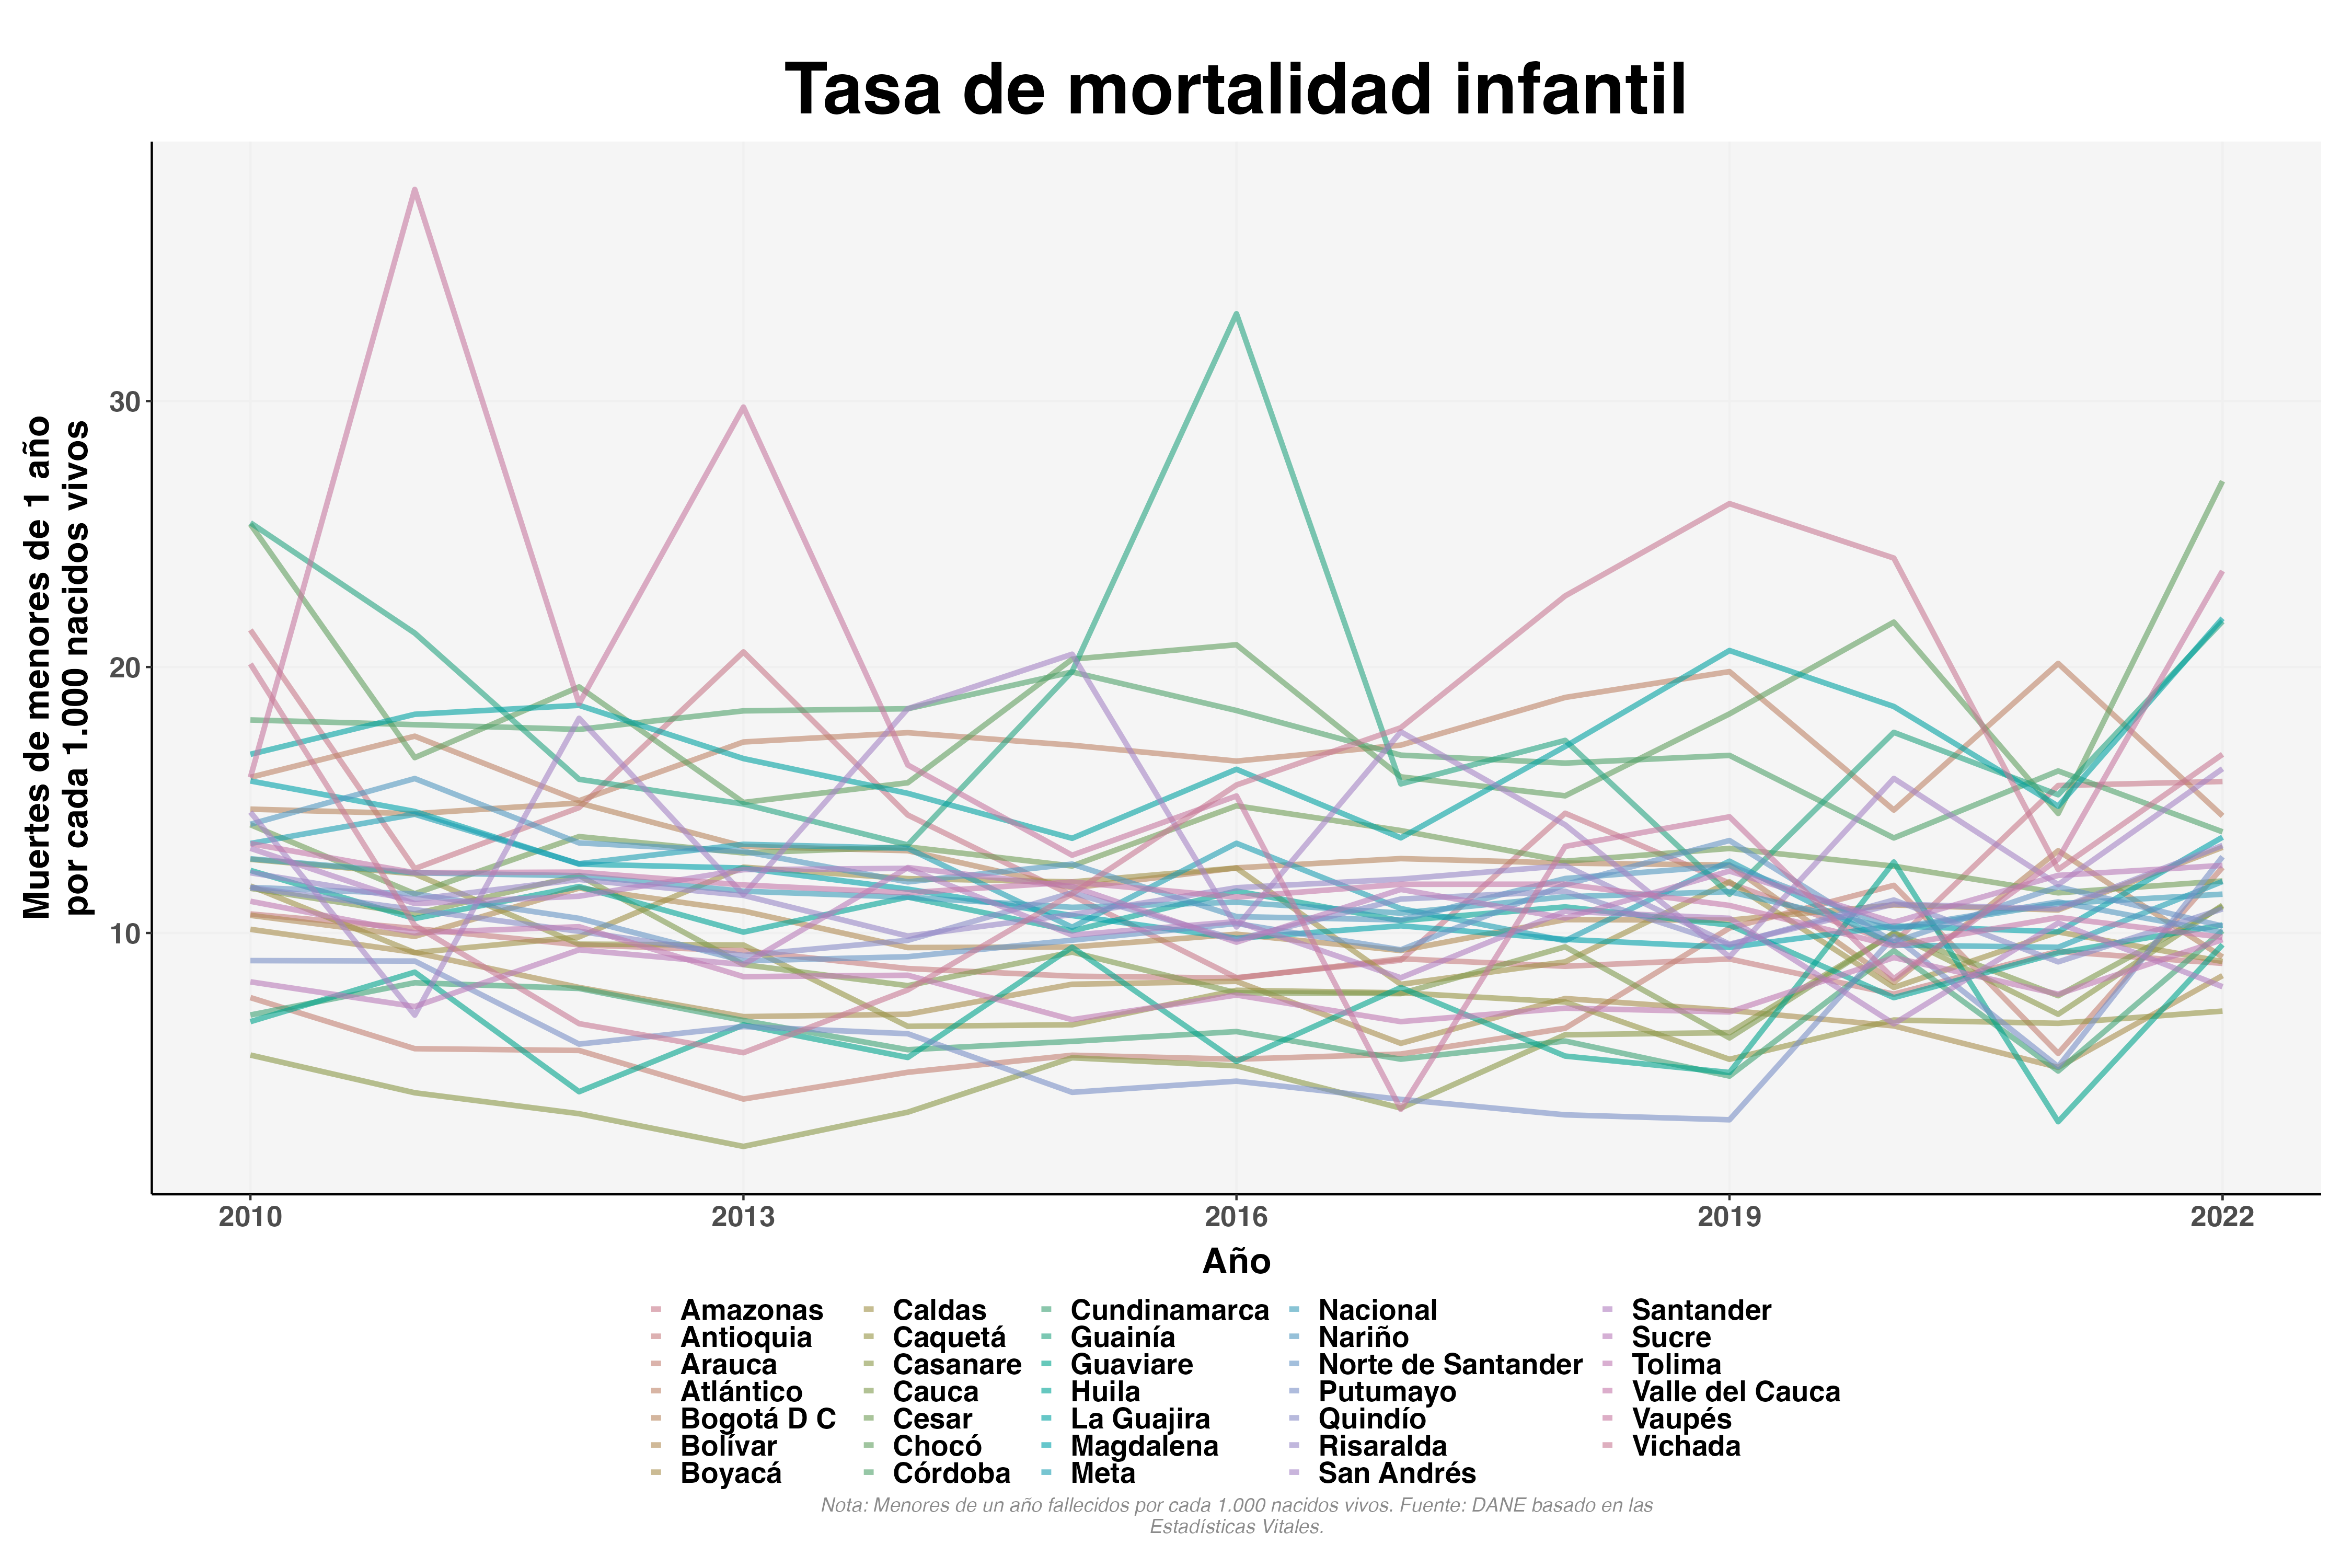 Tasa de mortalidad infantil
Muertes de menores de 1 año
por cada 1.000 nacidos vivos
30
20
10
2010
2013
2016
2019
2022
Año
Amazonas
Antioquia
Arauca
Atlántico
Bogotá D C
Bolívar
Boyacá
Caldas
Caquetá
Casanare
Cauca
Cesar
Chocó
Córdoba
Cundinamarca
Guainía
Guaviare
Huila
La Guajira
Magdalena
Meta
Nacional
Nariño
Norte de Santander
Putumayo
Quindío
Risaralda
San Andrés
Santander
Sucre
Tolima
Valle del Cauca
Vaupés
Vichada
Nota: Menores de un año fallecidos por cada 1.000 nacidos vivos. Fuente: DANE basado en las
Estadísticas Vitales.